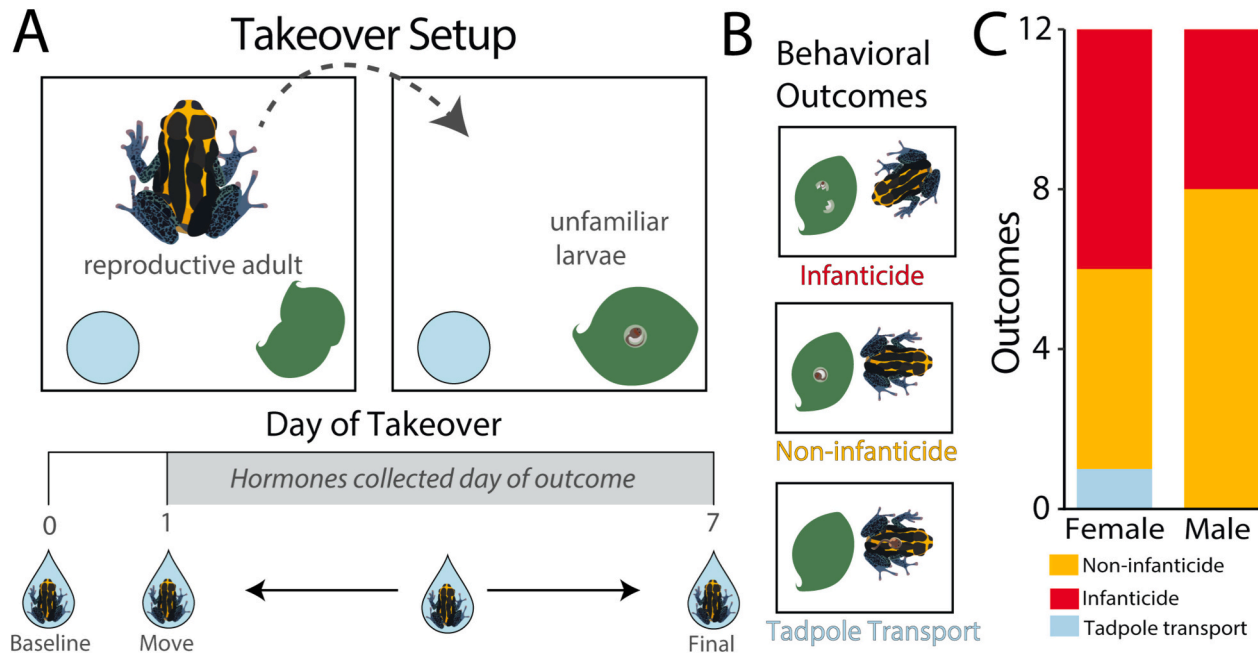 A
Takeover Setup
reproductive adult
unfamiliar
larvae
Day of Takeover
Hormones collected day of outcome
0
1
7
Baseline
Move
Final
B
Behavioral
Outcomes
Infanticide
Non-infanticide
Tadpole Transport
C
Outcomes
12
8
4
0
Female
Male
Non-infanticide
Infanticide
Tadpole transport